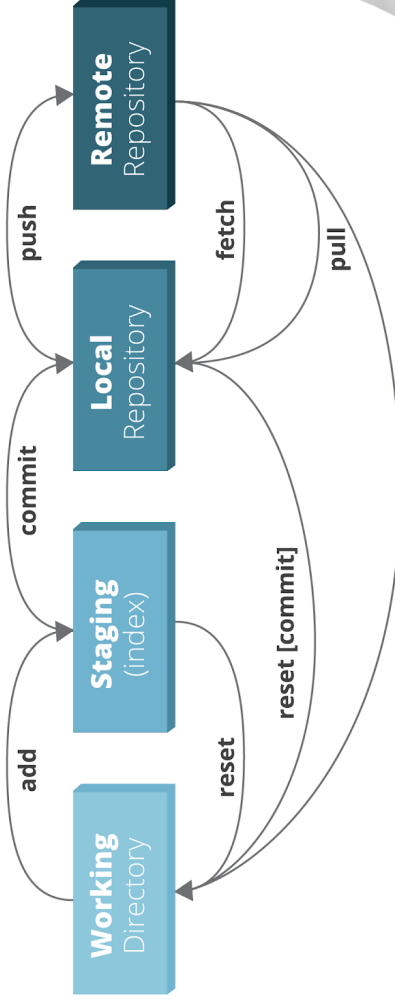 Working
Directory
Staging
(index)
Local
Repository
Remote
Repository
add
commit
push
reset
reset [commit]
fetch
pull